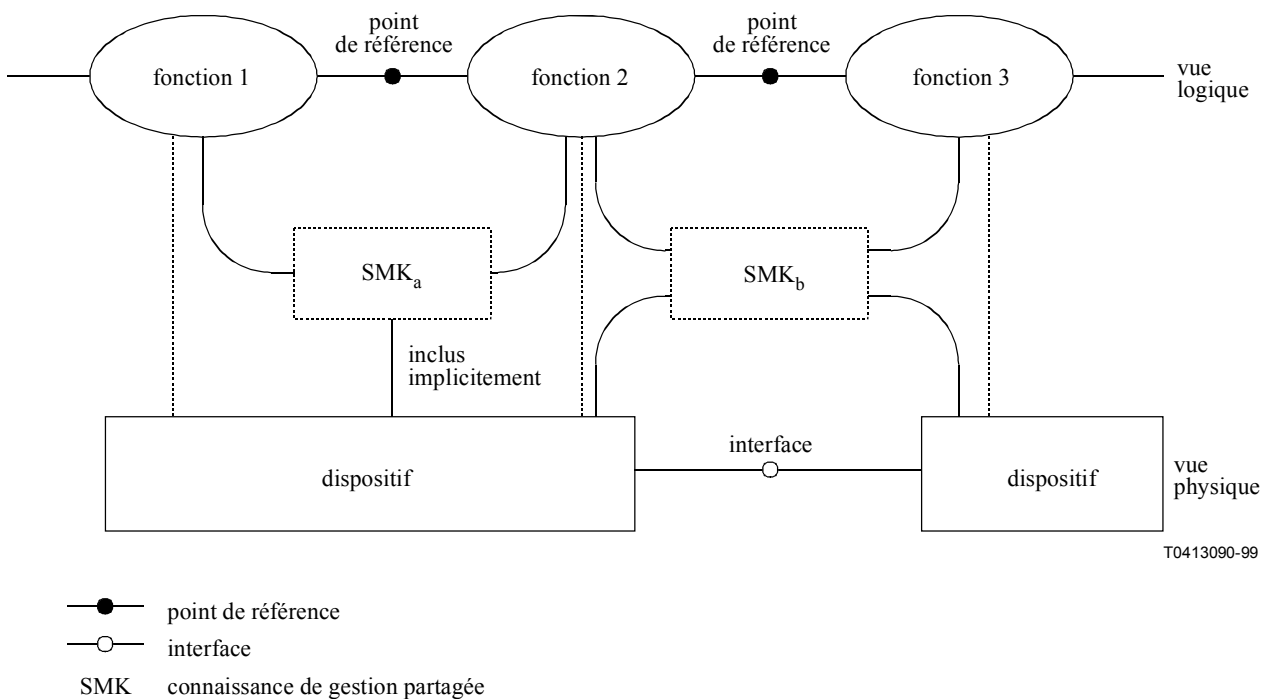 point
de référence
point
de référence
fonction 1
fonction 2
fonction 3
vue
logique
SMKa
SMKb
inclus
implicitement
interface
dispositif
dispositif
vue
physique
T0413090-99
point de référence
interface
SMK connaissance de gestion partagée